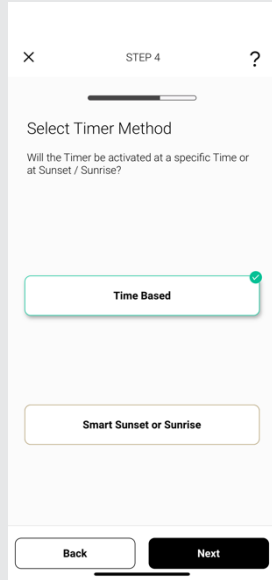 STEP 4
?
Select Timer Method
Will the Timer be activated at a specific Time or
at Sunset / Sunrise?
Time Based
Smart Sunset or Sunrise
Back
Next